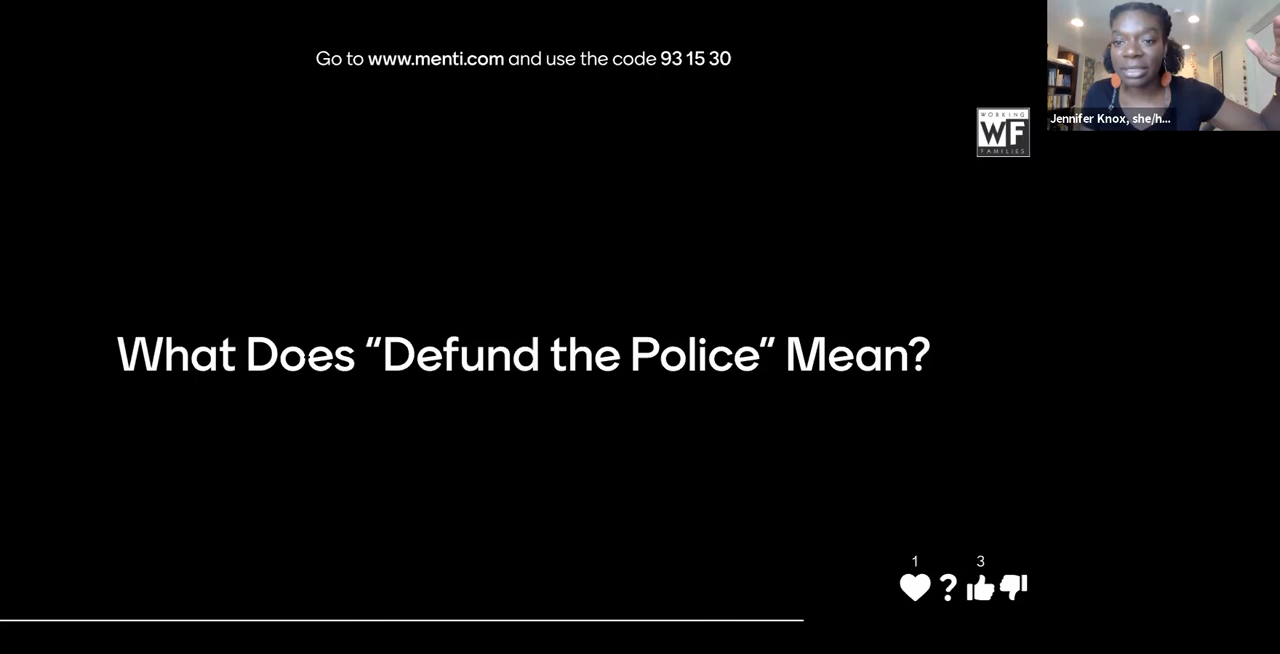 Go to www.menti.com and use the code 93 15 30
Jennifer Knox, she/h...
WORKING
WF
FAMILIES
What Does “Defund the Police” Mean?
1
3